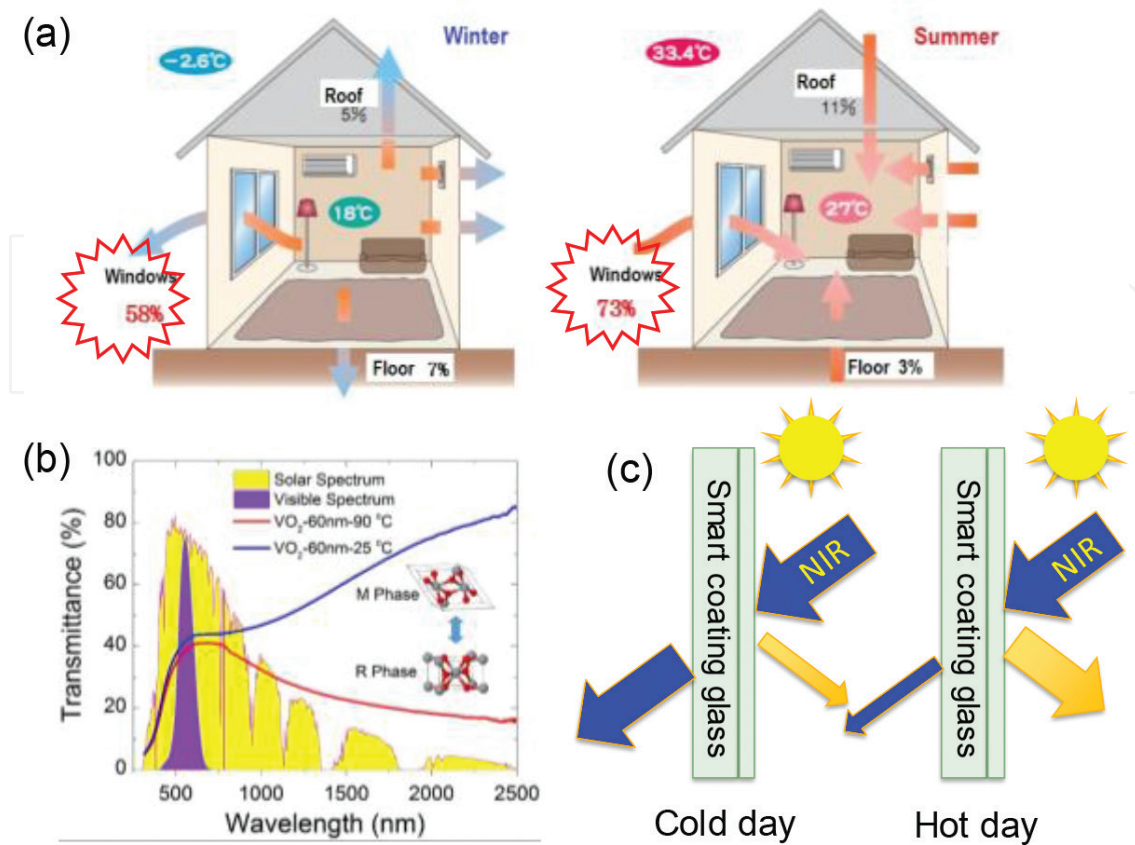 (a)
-2.6℃
Winter
Roof
5%
18℃
Windows
58%
Floor 7%
33.4℃
Summer
Roof
11%
27℃
Windows
73%
Floor 3%
(b)
Transmittance (%)
100
80
60
40
20
0
Solar Spectrum
Visible Spectrum
VO₂-60nm-90 °C
VO₂-60nm-25 °C
M Phase
R Phase
500
1000
1500
2000
2500
Wavelength (nm)
(c)
Smart coating glass
NIR
Cold day
Smart coating glass
NIR
Hot day